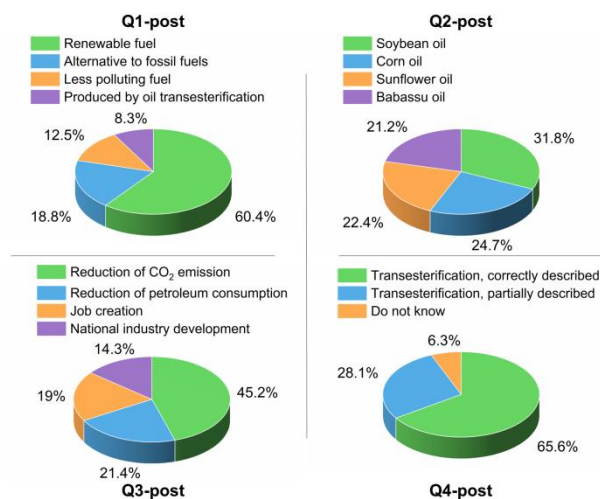 Q1-post
Renewable fuel
Alternative to fossil fuels
Less polluting fuel
Produced by oil transesterification
8.3%
12.5%
18.8%
60.4%
Q2-post
Soybean oil
Corn oil
Sunflower oil
Babassu oil
21.2%
31.8%
22.4%
24.7%
Reduction of CO₂ emission
Reduction of petroleum consumption
Job creation
National industry development
14.3%
19%
45.2%
21.4%
Q3-post
Transesterification, correctly described
Transesterification, partially described
Do not know
6.3%
28.1%
65.6%
Q4-post